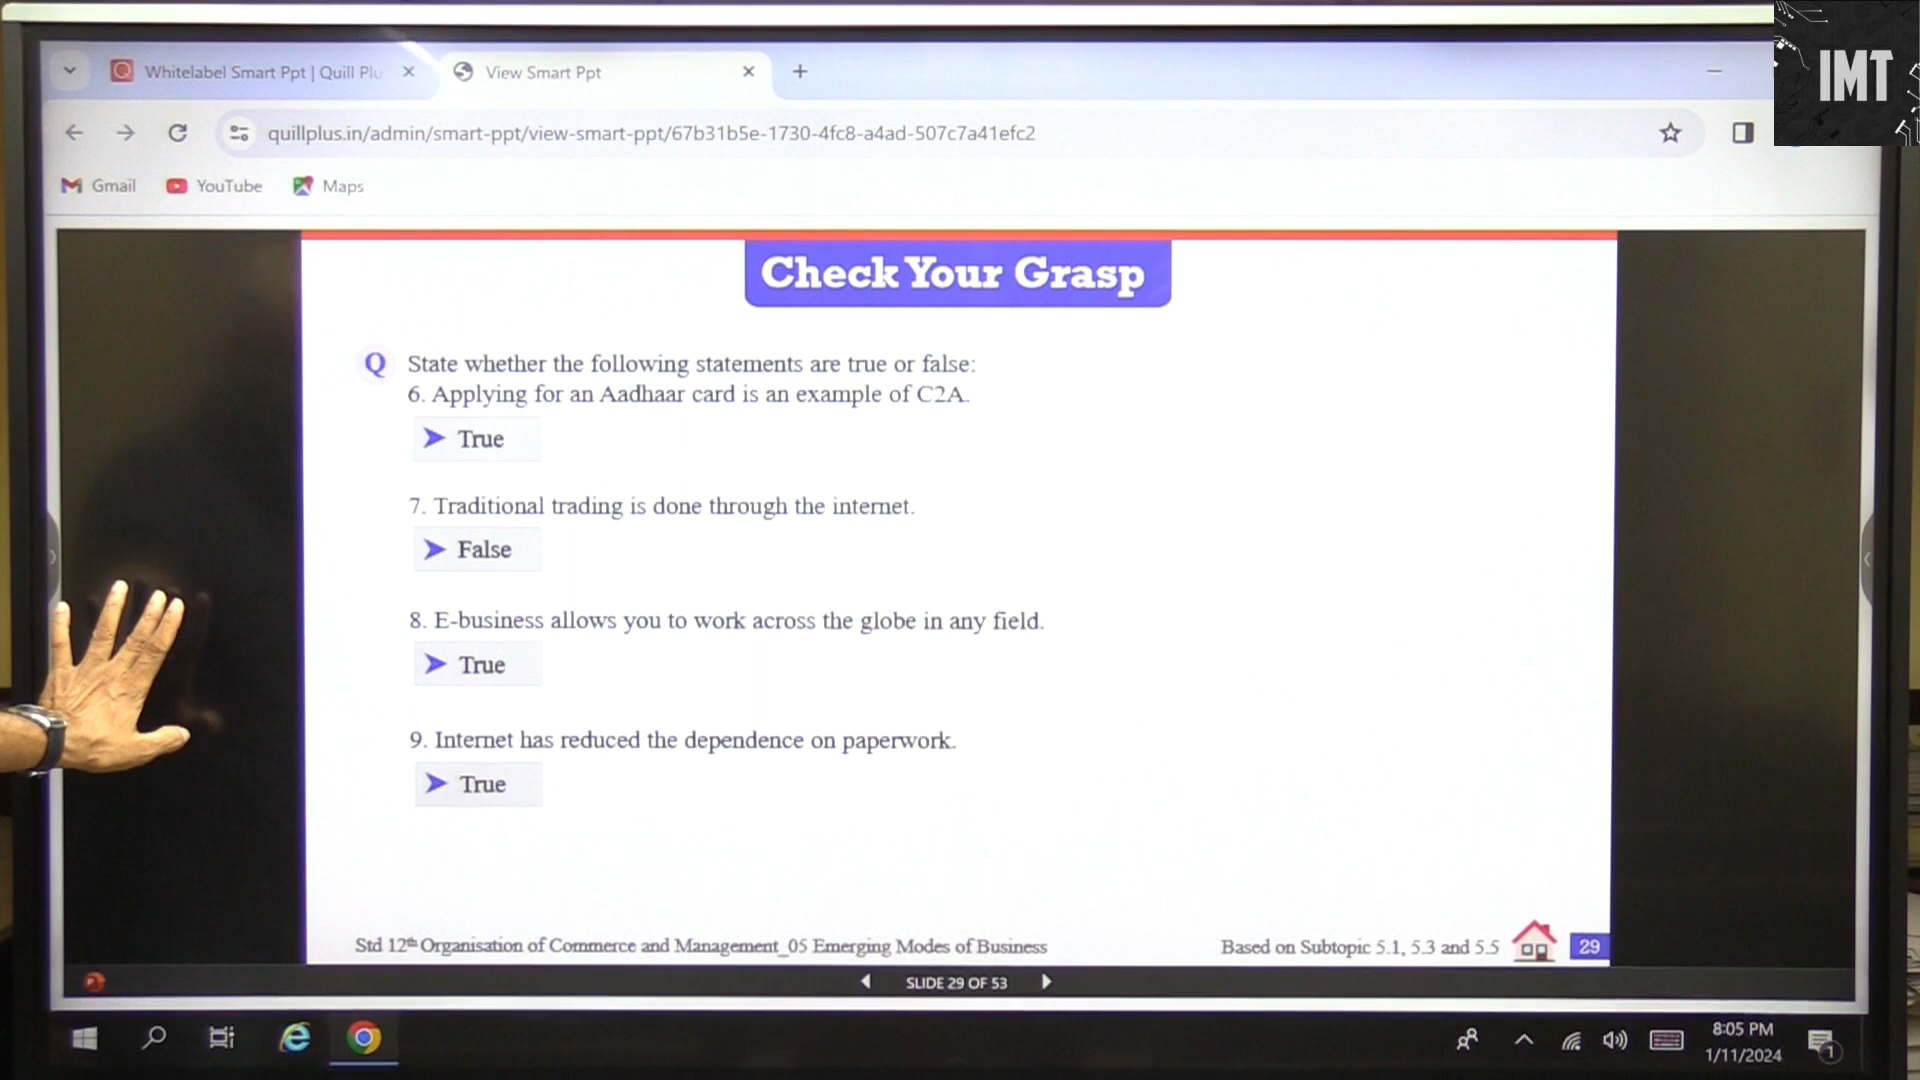 IMT
Whitelabel Smart Ppt | Quill Plu
View Smart Ppt
quillplus.in/admin/smart-ppt/view-smart-ppt/67b31b5e-1730-4fc8-a4ad-507c7a41efc2
Gmail YouTube Maps
Check Your Grasp
Q State whether the following statements are true or false:
6. Applying for an Aadhaar card is an example of C2A.
➤ True
7. Traditional trading is done through the internet.
➤ False
8. E-business allows you to work across the globe in any field.
➤ True
9. Internet has reduced the dependence on paperwork.
➤ True
Std 12th Organisation of Commerce and Management_05 Emerging Modes of Business
Based on Subtopic 5.1, 5.3 and 5.5
29
SLIDE 29 OF 53
8:05 PM
1/11/2024
1